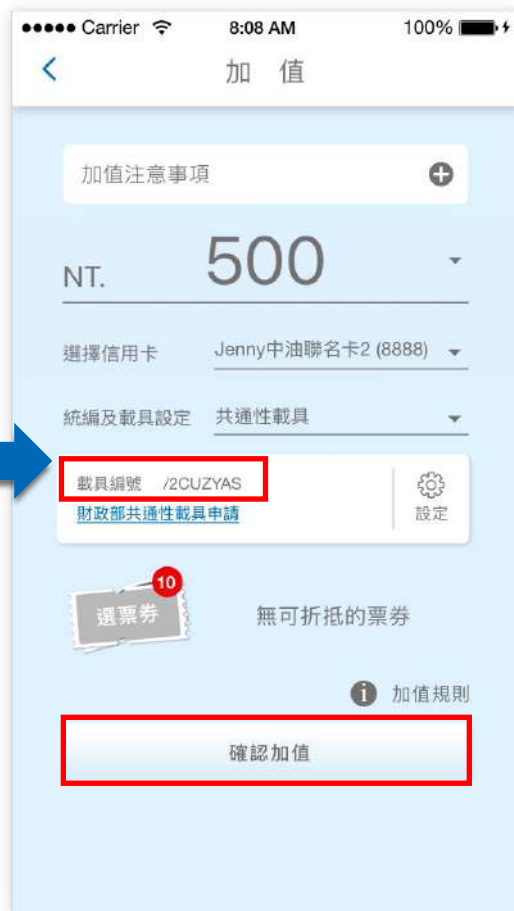 Carrier 8:08 AM 100%
加 值
加值注意事項
NT. 500
選擇信用卡 Jenny中油聯名卡2 (8888)
統編及載具設定 共通性載具
載具編號 /2CUZYAS
財政部共通性載具申請
設定
10
選票券 無可折抵的票券
i 加值規則
確認加值